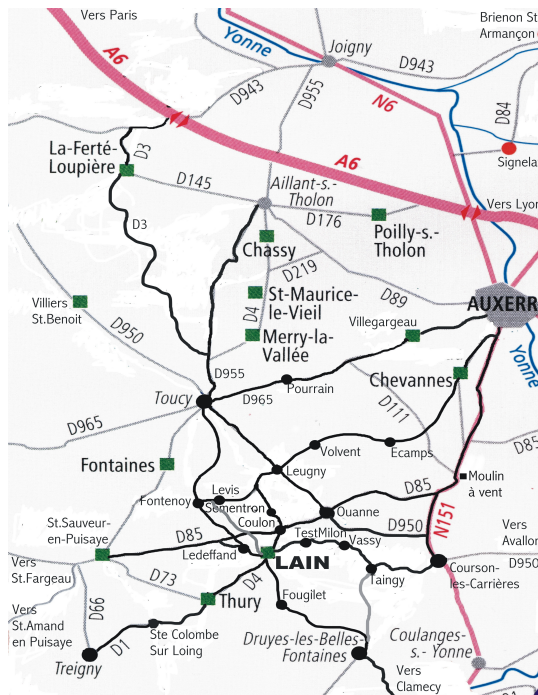 Vers Paris
Brienon St
Armançon
Yonne
Joigny
D943
A6
D943
D955
N6
D84
La-Ferté-
Loupière
D3
A6
Signela
D145
Aillant-s.-
Tholon
Vers Lyon
D3
D176
Poilly-s.-
Tholon
Chassy
D219
D89
AUXERR
Villiers
St.Benoit
St-Maurice-
le-Vieil
D4
Villegargeau
D950
Merry-la-
Vallée
Yonne
D955
Pourrain
Chevannes
D965
Toucy
D965
D111
D85
Fontaines
Volvent
Ecamps
Leugny
Moulin
à vent
Fontenoy
Levis
Sementron
D85
Ouanne
N151
St.Sauveur-
en-Puisaye
Coulon
D950
Vers
Avallon
D85
TestMilon
Vassy
Ledeffand
LAIN
D950
Vers
St.Fargeau
D73
D4
Taingy
Courson-
les-Carrières
Vers
St.Amand
en Puisaye
D66
Thury
Fougilet
D1
Ste Colombe
Sur Loing
Druyes-les-Belles-
Fontaines
Coulanges-
s.- Yonne
Treigny
Vers
Clamecy